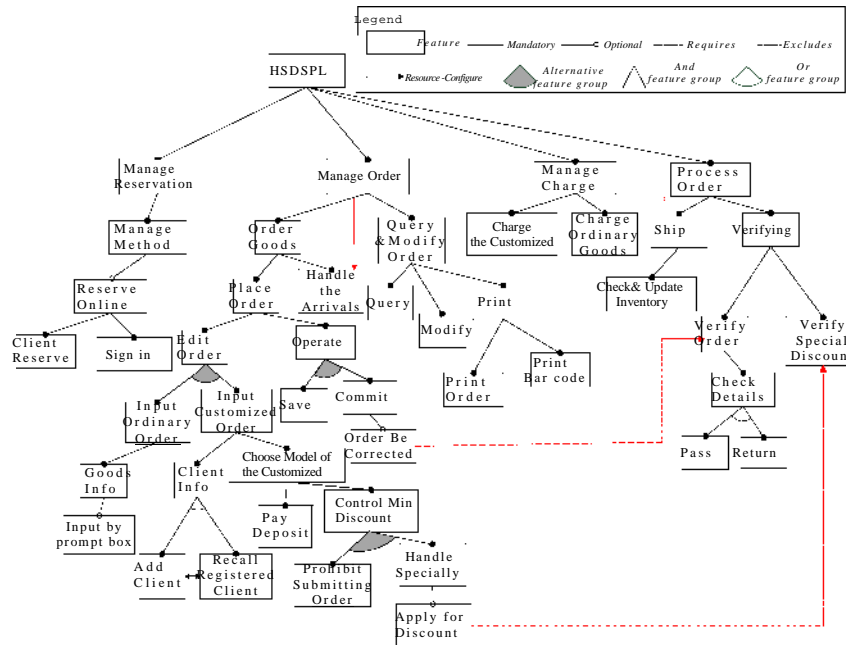 Legend
Feature
Mandatory
Optional
Requires
Excludes
Resource-Configure
Alternative
feature group
And
feature group
Or
feature group
HSDSPL
Manage
Reservation
Manage Order
Manage
Charge
Process
Order
Manage
Method
Order
Goods
Query
&Modify
Order
Charge
the Customized
Charge
Ordinary
Goods
Ship
Verifying
Reserve
Online
Place
Order
Handle
the
Arrivals
Query
Modify
Print
Check& Update
Inventory
Client
Reserve
Sign in
Edit
Order
Operate
Verify
Order
Verify
Special
Discount
Print
Order
Print
Bar code
Check
Details
Input
Ordinary
Order
Input
Customized
Order
Save
Commit
Order Be
Corrected
Pass
Return
Goods
Info
Client
Info
Choose Model of
the Customized
Input by
prompt box
Pay
Deposit
Control Min
Discount
Add
Client
Recall
Registered
Client
Prohibit
Submitting
Order
Handle
Specially
Apply for
Discount